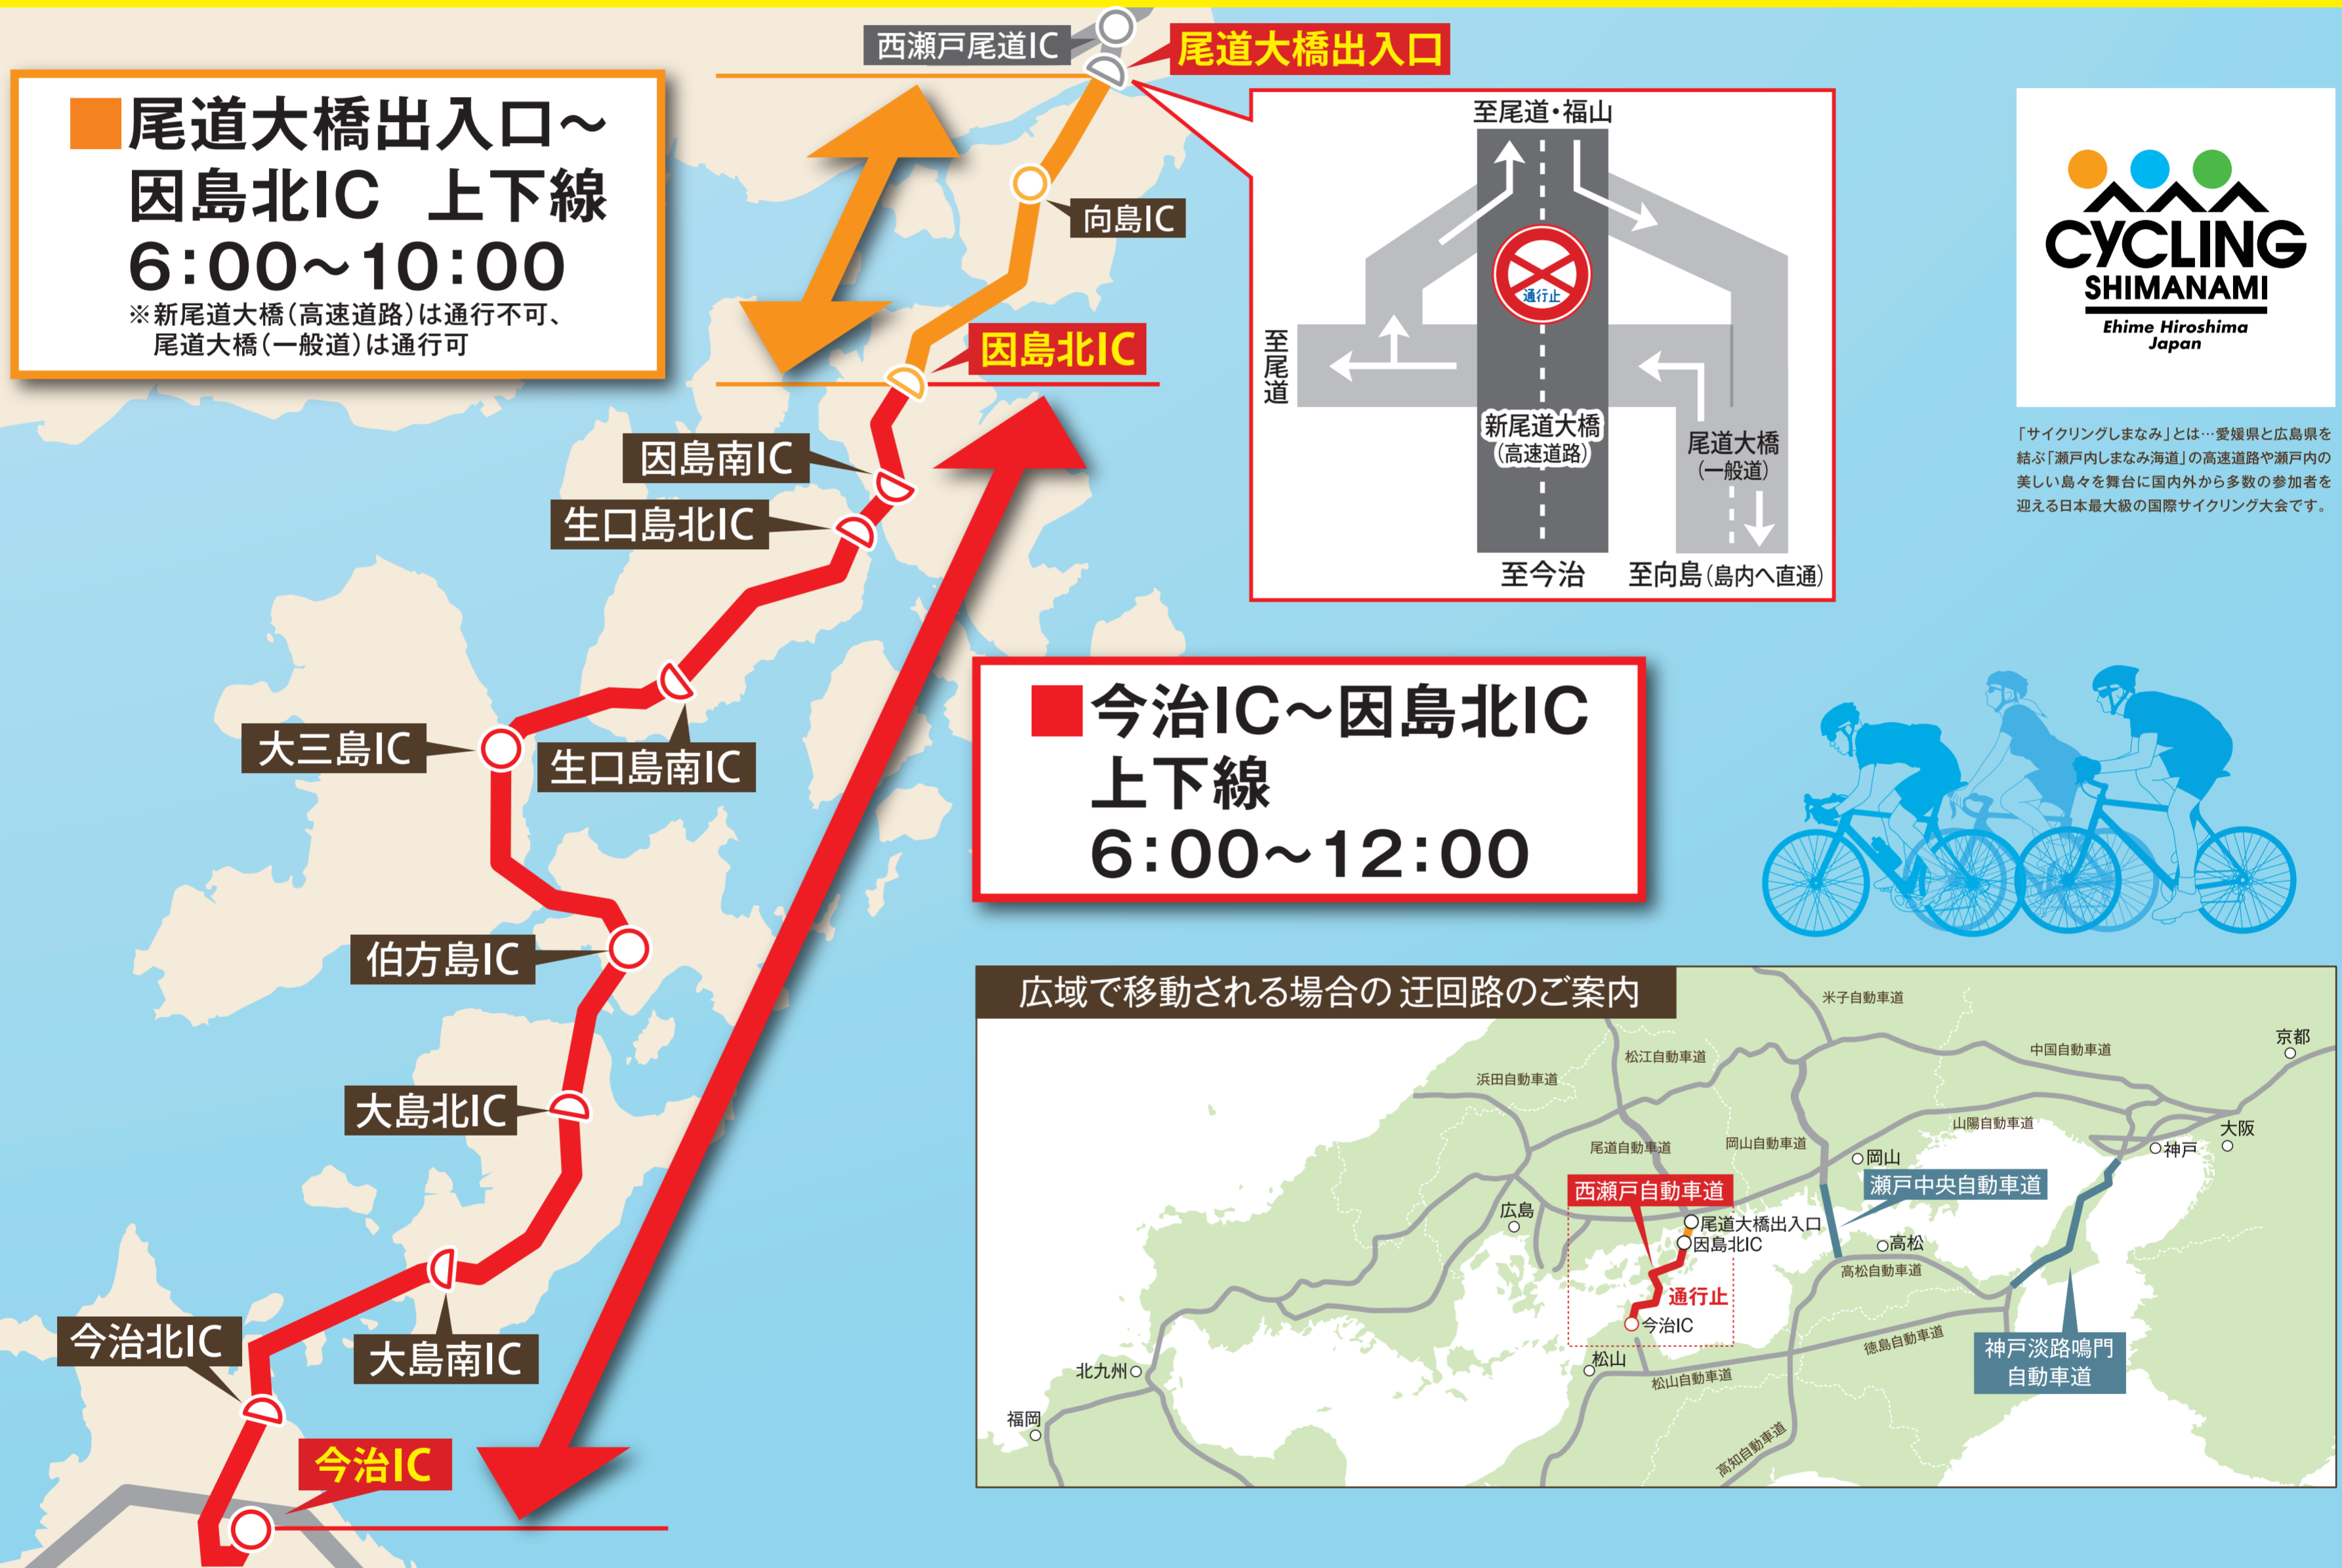 西瀬戸尾道IC
尾道大橋出入口
■尾道大橋出入口～
因島北IC　上下線
6：00～10：00
※新尾道大橋（高速道路）は通行不可、
尾道大橋（一般道）は通行可
向島IC
因島北IC
至尾道・福山
通行止
至尾道
新尾道大橋
（高速道路）
尾道大橋
（一般道）
至今治
至向島（島内へ直通）
CYCLING
SHIMANAMI
Ehime Hiroshima
Japan
「サイクリングしまなみ」とは…愛媛県と広島県を
結ぶ「瀬戸内しまなみ海道」の高速道路や瀬戸内の
美しい島々を舞台に国内外から多数の参加者を
迎える日本最大級の国際サイクリング大会です。
因島南IC
生口島北IC
大三島IC
生口島南IC
■今治IC～因島北IC
上下線
6：00～12：00
伯方島IC
大島北IC
大島南IC
今治北IC
今治IC
広域で移動される場合の 迂回路のご案内
米子自動車道
京都
中国自動車道
松江自動車道
浜田自動車道
山陽自動車道
大阪
尾道自動車道
岡山自動車道
神戸
岡山
西瀬戸自動車道
瀬戸中央自動車道
広島
尾道大橋出入口
因島北IC
高松
高松自動車道
通行止
今治IC
徳島自動車道
神戸淡路鳴門
自動車道
松山
松山自動車道
北九州
福岡
高知自動車道